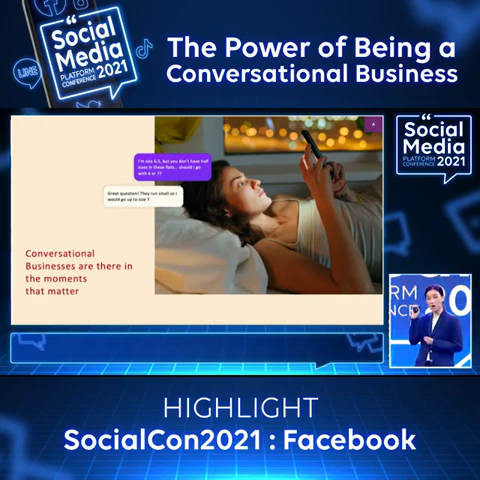 “
Social
Media
PLATFORM
CONFERENCE 2021
LINE
The Power of Being a
Conversational Business
I'm size 6.5, but you don't have half
sizes in these flats... should I go
with 6 or 7?
Great question! They run small so I
would go up to size 7.
Conversational
Businesses are there in
the moments
that matter
“
Social
Media
PLATFORM
CONFERENCE 2021
HIGHLIGHT
SocialCon2021 : Facebook